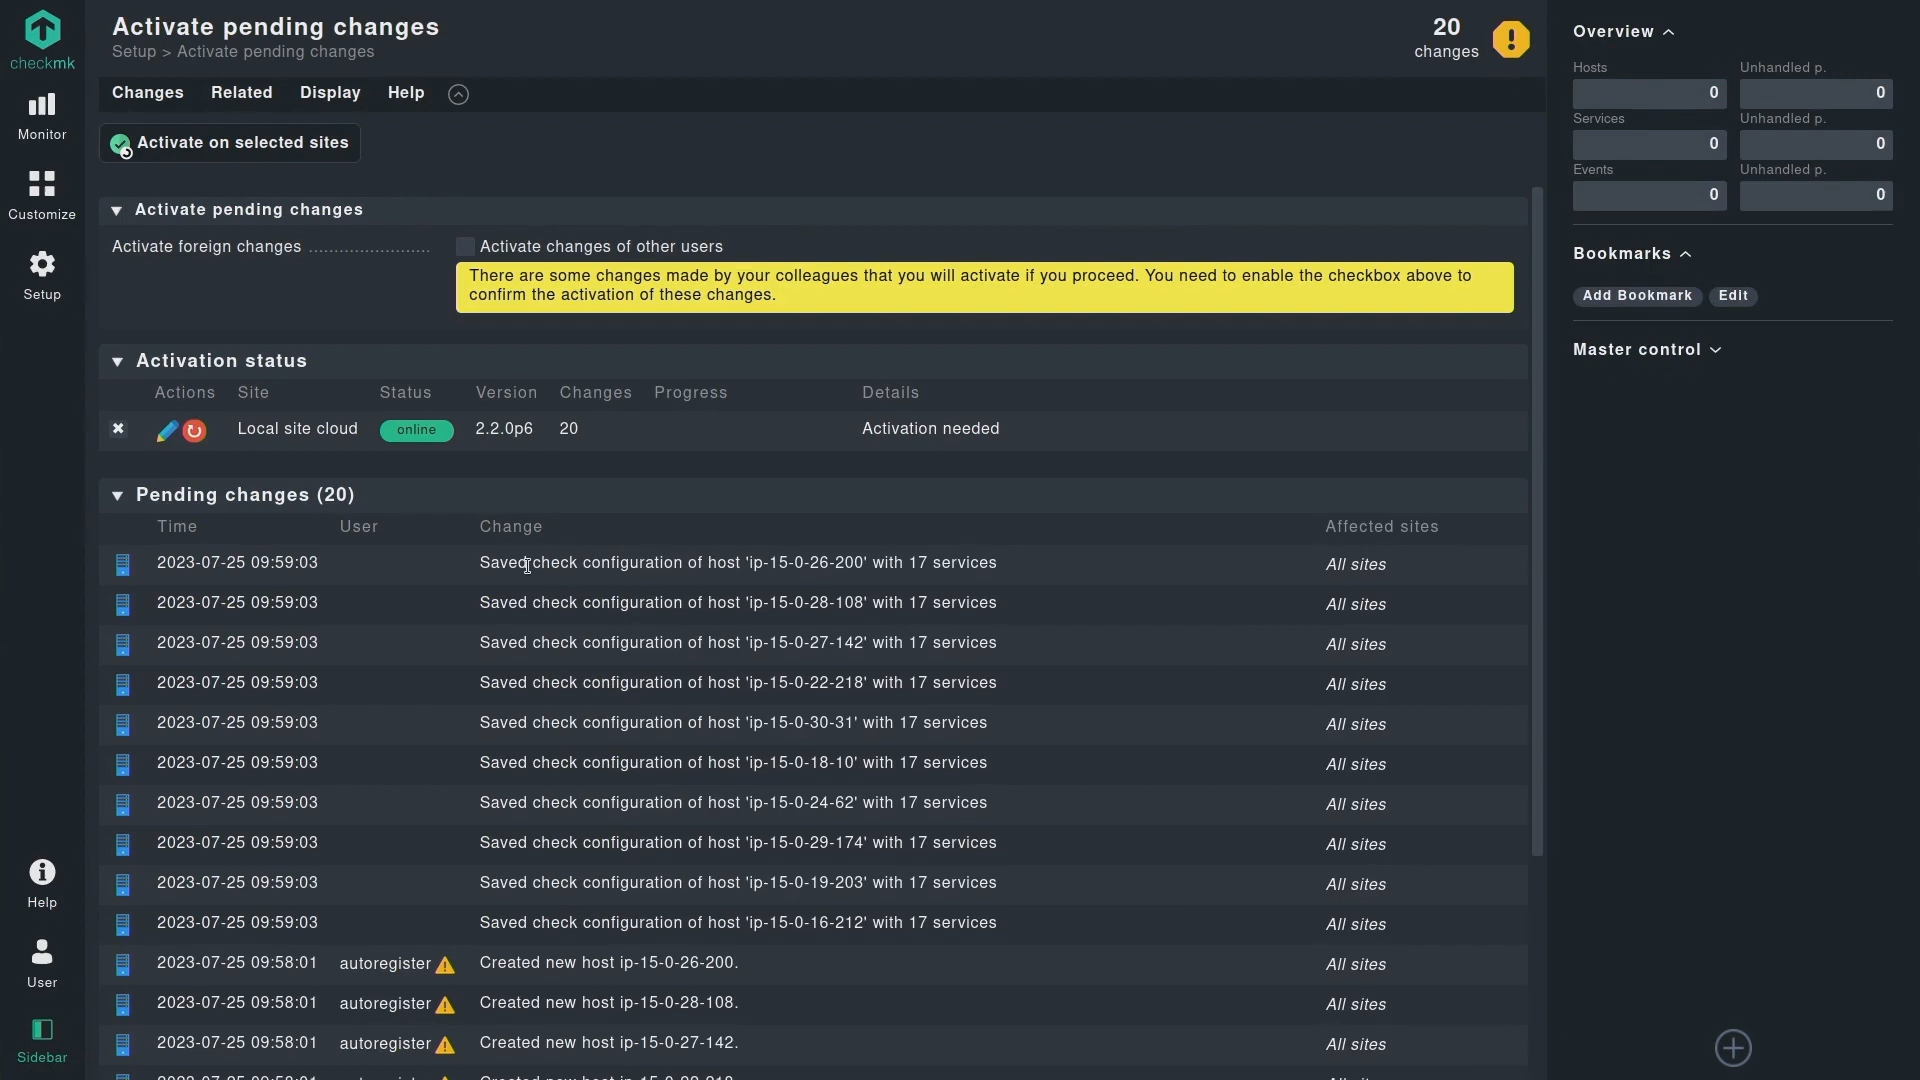 checkmk
Monitor
Customize
Setup
Help
User
Sidebar
Activate pending changes
Setup > Activate pending changes
20
changes
Changes Related Display Help
Activate on selected sites
Activate pending changes
Activate foreign changes ........................ Activate changes of other users
There are some changes made by your colleagues that you will activate if you proceed. You need to enable the checkbox above to
confirm the activation of these changes.
Activation status
Actions Site Status Version Changes Progress Details
Local site cloud online 2.2.0p6 20 Activation needed
Pending changes (20)
Time User Change Affected sites
2023-07-25 09:59:03 Saved check configuration of host 'ip-15-0-26-200' with 17 services All sites
2023-07-25 09:59:03 Saved check configuration of host 'ip-15-0-28-108' with 17 services All sites
2023-07-25 09:59:03 Saved check configuration of host 'ip-15-0-27-142' with 17 services All sites
2023-07-25 09:59:03 Saved check configuration of host 'ip-15-0-22-218' with 17 services All sites
2023-07-25 09:59:03 Saved check configuration of host 'ip-15-0-30-31' with 17 services All sites
2023-07-25 09:59:03 Saved check configuration of host 'ip-15-0-18-10' with 17 services All sites
2023-07-25 09:59:03 Saved check configuration of host 'ip-15-0-24-62' with 17 services All sites
2023-07-25 09:59:03 Saved check configuration of host 'ip-15-0-29-174' with 17 services All sites
2023-07-25 09:59:03 Saved check configuration of host 'ip-15-0-19-203' with 17 services All sites
2023-07-25 09:59:03 Saved check configuration of host 'ip-15-0-16-212' with 17 services All sites
2023-07-25 09:58:01 autoregister Created new host ip-15-0-26-200. All sites
2023-07-25 09:58:01 autoregister Created new host ip-15-0-28-108. All sites
2023-07-25 09:58:01 autoregister Created new host ip-15-0-27-142. All sites
Overview
Hosts Unhandled p.
0 0
Services Unhandled p.
0 0
Events Unhandled p.
0 0
Bookmarks
Add Bookmark Edit
Master control